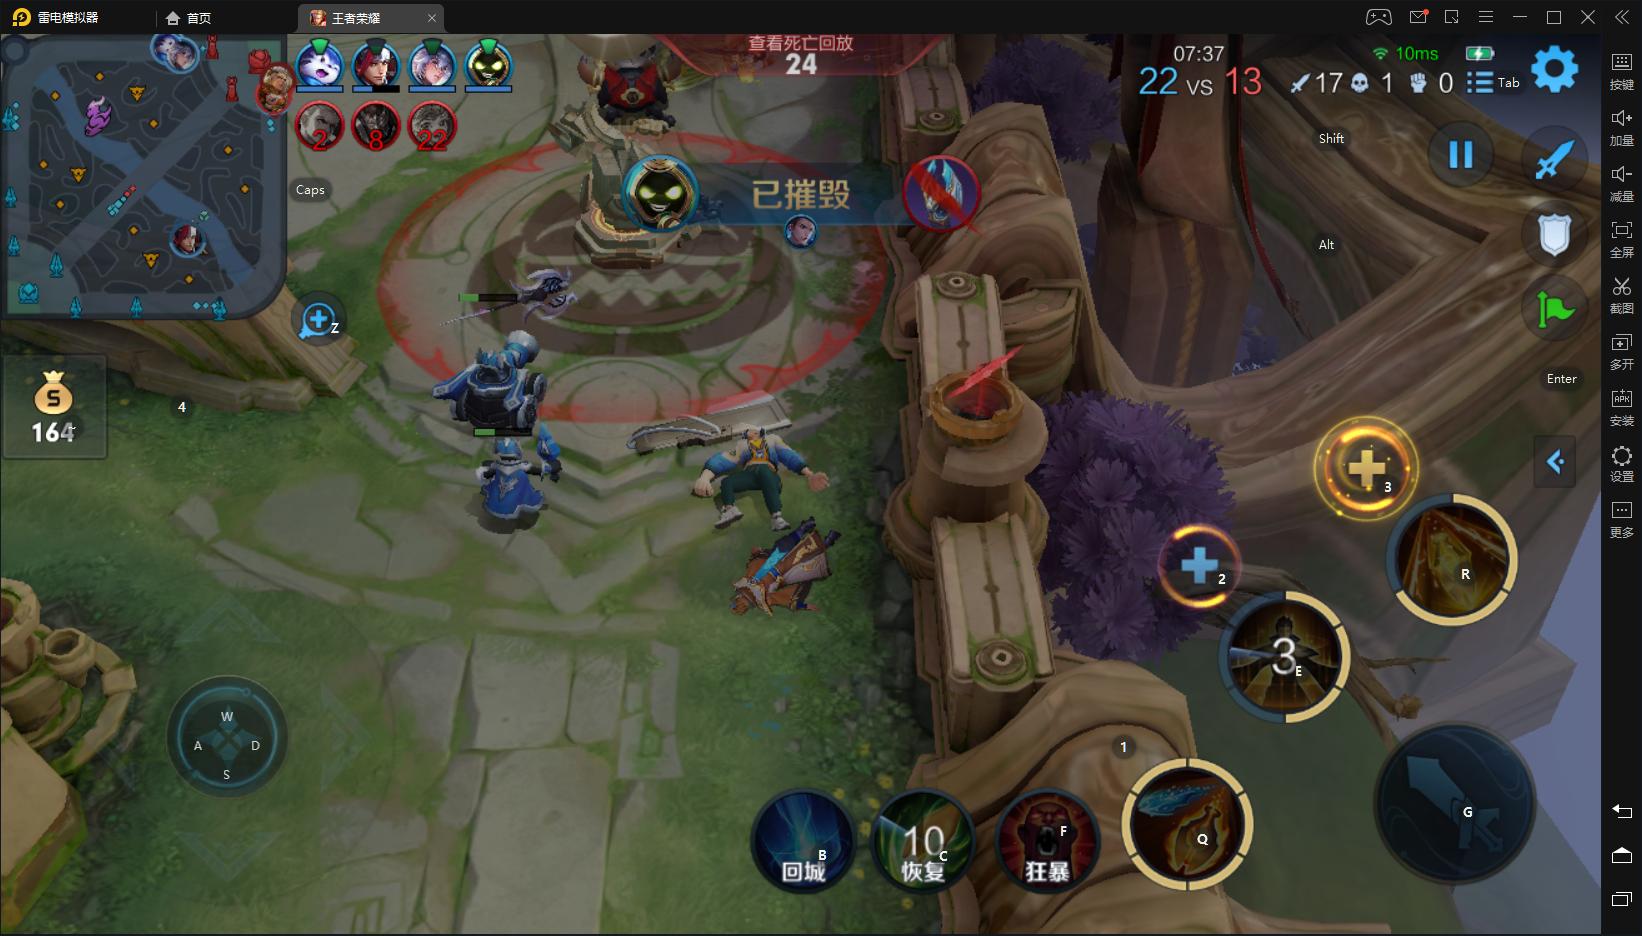 雷电模拟器
首页
王者荣耀
查看死亡回放
24
07:37
10ms
22 vs 13
17 1 0
Tab
2 8 22
Caps
已摧毁
Shift
Alt
Enter
Z
S
164
4
W
A D
S
3
2
R
3
E
1
Q
G
B
回城
10
C
恢复
F
狂暴
按键
加量
减量
全屏
截图
多开
APK
安装
设置
更多